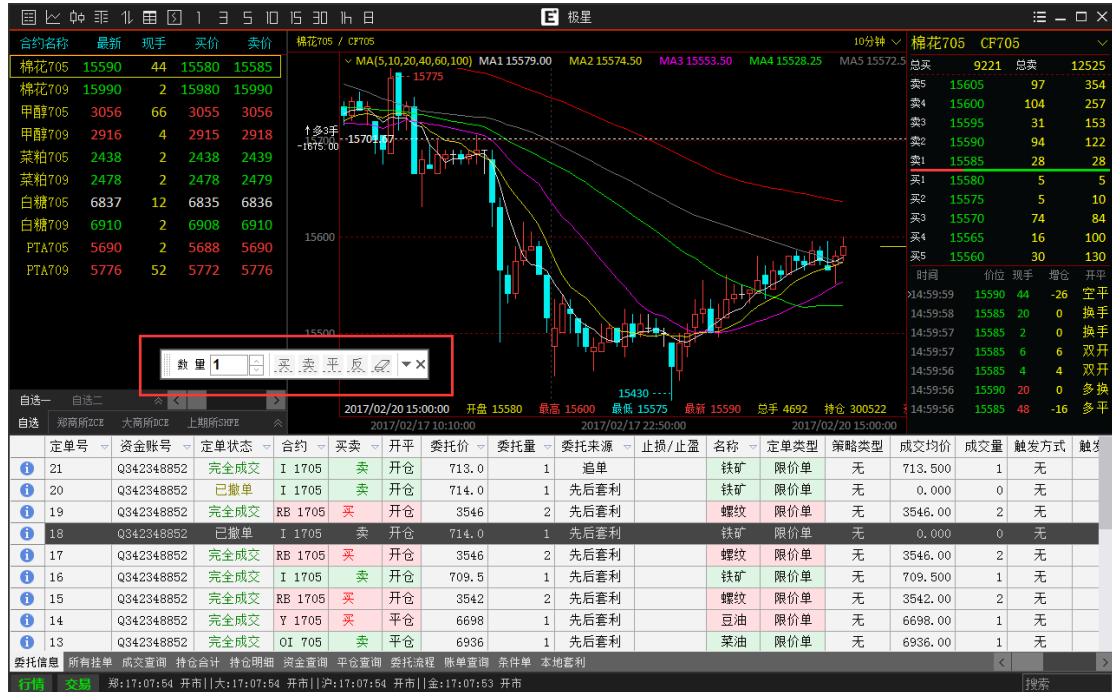 1 3 5 10 15 30 1h 日 E 极星
合约名称 最新 现手 买价 卖价
棉花705 15590 44 15580 15585
棉花709 15990 2 15980 15990
甲醇705 3056 66 3055 3056
甲醇709 2916 4 2915 2918
菜粕705 2438 2 2438 2439
菜粕709 2478 2 2478 2479
白糖705 6837 12 6835 6836
白糖709 6910 2 6908 6910
PTA705 5690 2 5688 5690
PTA709 5776 52 5772 5776
自选一 自选二
自选 郑商所ZCE 大商所DCE 上期所SHFE
棉花705 / CF705 10分钟
MA(5,10,20,40,60,100) MA1 15579.00 MA2 15574.50 MA3 15553.50 MA4 15528.25 MA5 15572.5
15775
个多3手
-1675.00
15700
15701.67
15600
15500
15430
数量 1 买 卖 平 反
2017/02/20 15:00:00 开盘 15580 最高 15600 最低 15575 最新 15590 总手 4692 持仓 300522
2017/02/17 10:10:00 2017/02/17 22:50:00 2017/02/20 15:00:00
棉花705 CF705
总买 9221 总卖 12525
卖5 15605 97 354
卖4 15600 104 257
卖3 15595 31 153
卖2 15590 94 122
卖1 15585 28 28
买1 15580 5 5
买2 15575 5 10
买3 15570 74 84
买4 15565 16 100
买5 15560 30 130
时间 价位 现手 增仓 开平
14:59:59 15590 44 -26 空平
14:59:58 15585 20 0 换手
14:59:57 15585 2 0 换手
14:59:57 15585 6 6 双开
14:59:56 15585 4 4 双开
14:59:56 15590 20 0 多换
14:59:56 15585 48 -16 多平
定单号 资金账号 定单状态 合约 买卖 开平 委托价 委托量 委托来源 止损/止盈 名称 定单类型 策略类型 成交均价 成交量 触发方式 触发
21 Q342348852 完全成交 I 1705 卖 开仓 713.0 1 追单 铁矿 限价单 无 713.500 1 无
20 Q342348852 已撤单 I 1705 卖 开仓 714.0 1 先后套利 铁矿 限价单 无 0.000 0 无
19 Q342348852 完全成交 RB 1705 买 开仓 3546 2 先后套利 螺纹 限价单 无 3546.00 2 无
18 Q342348852 已撤单 I 1705 卖 开仓 714.0 1 先后套利 铁矿 限价单 无 0.000 0 无
17 Q342348852 完全成交 RB 1705 买 开仓 3546 2 先后套利 螺纹 限价单 无 3546.00 2 无
16 Q342348852 完全成交 I 1705 卖 开仓 709.5 1 先后套利 铁矿 限价单 无 709.500 1 无
15 Q342348852 完全成交 RB 1705 买 开仓 3542 2 先后套利 螺纹 限价单 无 3542.00 2 无
14 Q342348852 完全成交 Y 1705 买 平仓 6698 1 先后套利 豆油 限价单 无 6698.00 1 无
13 Q342348852 完全成交 OI 705 卖 平仓 6936 1 先后套利 菜油 限价单 无 6936.00 1 无
委托信息 所有挂单 成交查询 持仓合计 持仓明细 资金查询 平仓查询 委托流程 账单查询 条件单 本地套利
行情 交易 郑:17:07:54 开市||大:17:07:54 开市||沪:17:07:54 开市||金:17:07:53 开市 搜索